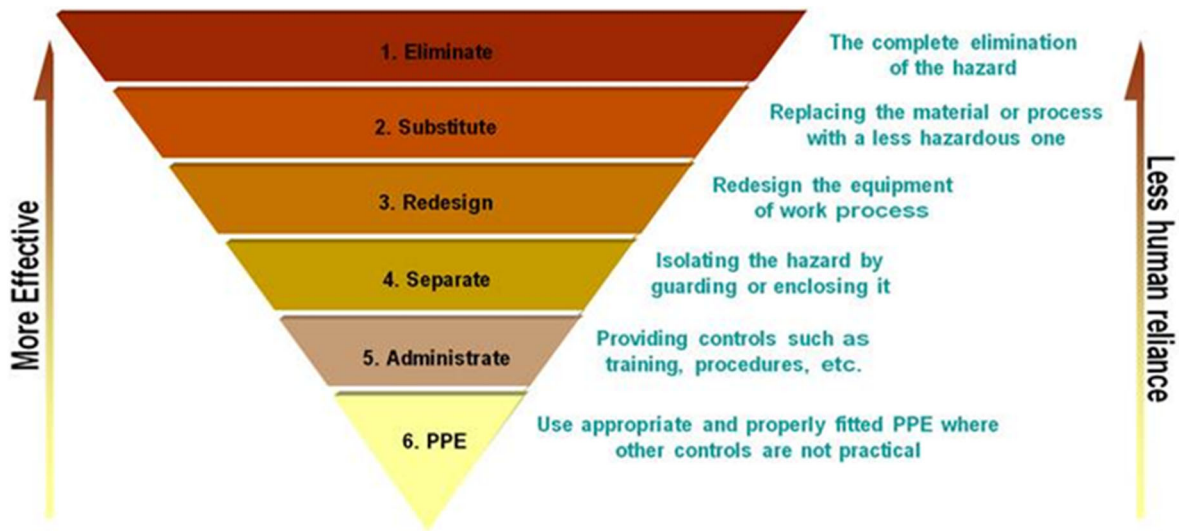 1. Eliminate
The complete elimination
of the hazard
2. Substitute
Replacing the material or process
with a less hazardous one
3. Redesign
Redesign the equipment
of work process
4. Separate
Isolating the hazard by
guarding or enclosing it
5. Administrate
Providing controls such as
training, procedures, etc.
6. PPE
Use appropriate and properly fitted PPE where
other controls are not practical
More Effective
Less human reliance